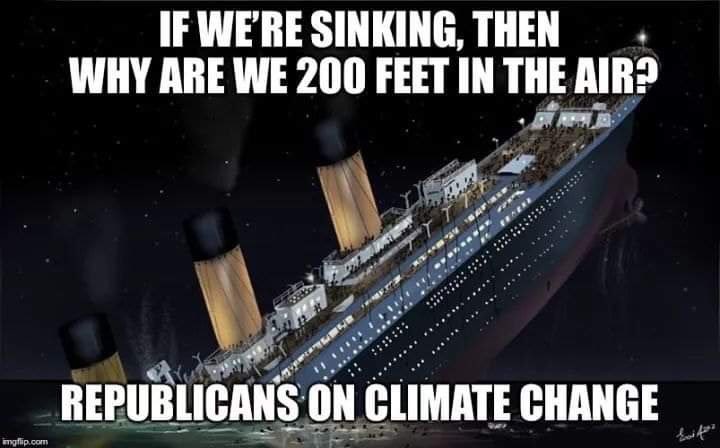 IF WE'RE SINKING, THEN
WHY ARE WE 200 FEET IN THE AIR?
REPUBLICANS ON CLIMATE CHANGE
imgflip.com